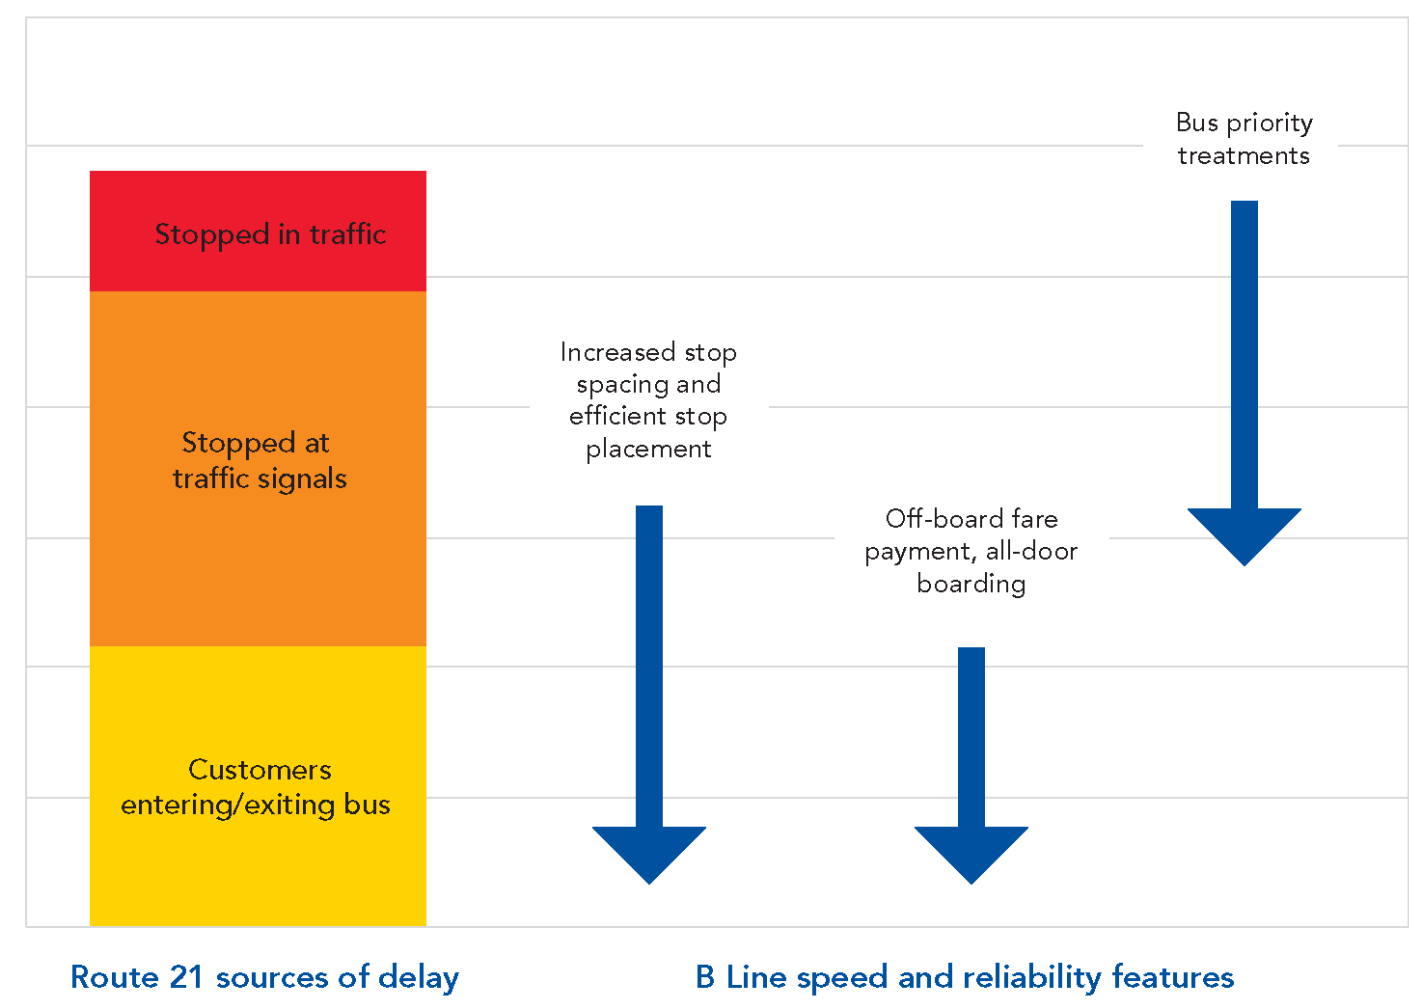 Stopped in traffic
Stopped at
traffic signals
Customers
entering/exiting bus
Increased stop
spacing and
efficient stop
placement
Off-board fare
payment, all-door
boarding
Bus priority
treatments
Route 21 sources of delay
B Line speed and reliability features